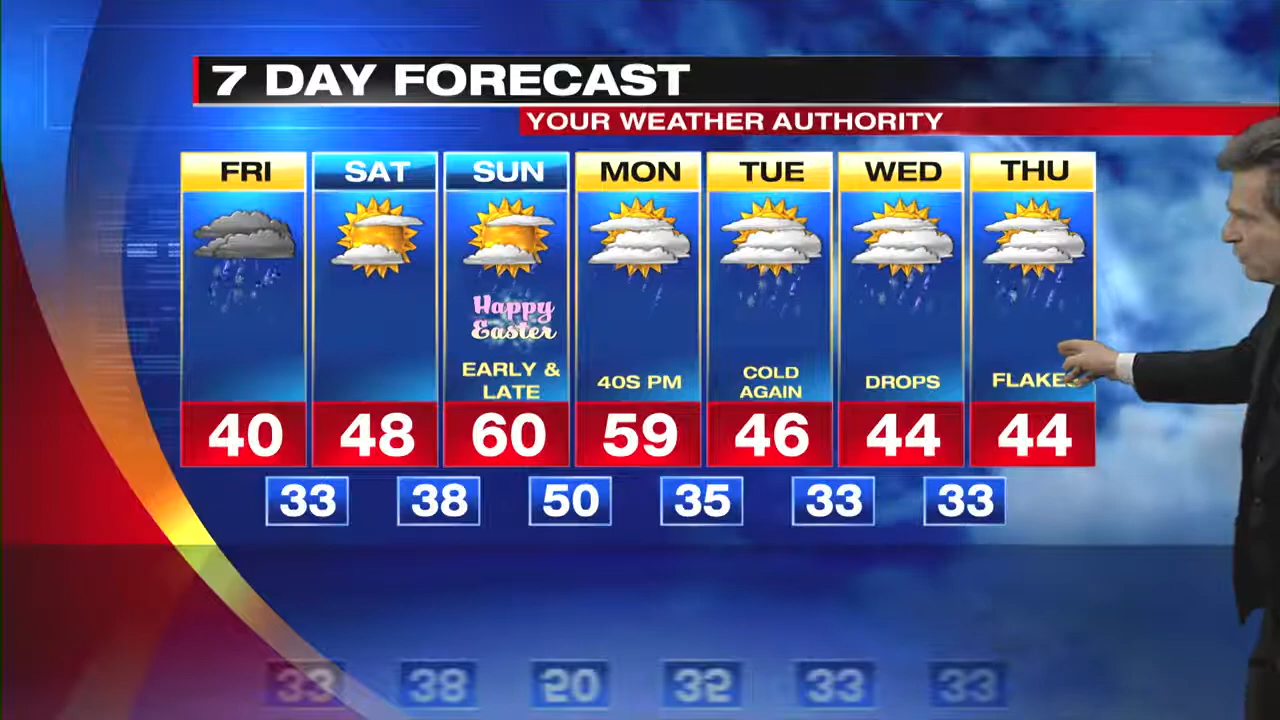 7 DAY FORECAST
YOUR WEATHER AUTHORITY
FRI SAT SUN MON TUE WED THU
Happy
Easter
EARLY &
LATE
40S PM
COLD
AGAIN
DROPS
FLAKES
40 48 60 59 46 44 44
33 38 50 35 33 33